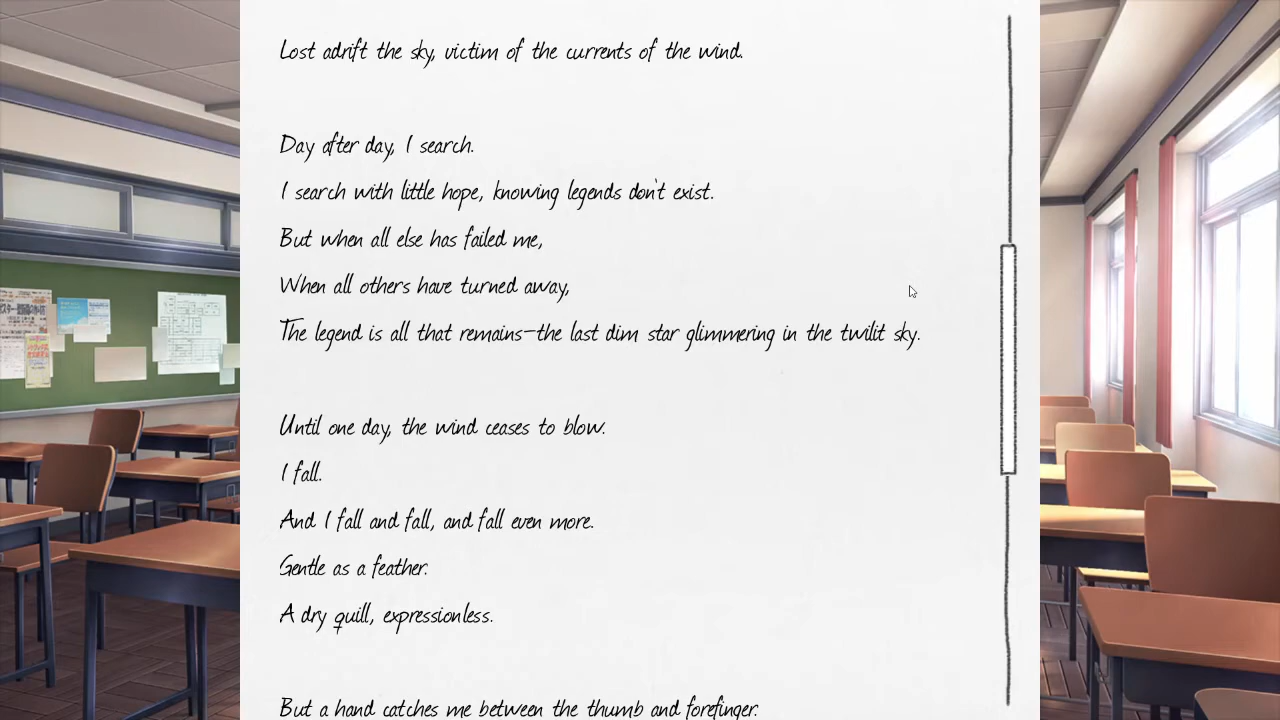 Lost adrift the sky, victim of the currents of the wind.
Day after day, I search.
I search with little hope, knowing legends don't exist.
But when all else has failed me,
When all others have turned away,
The legend is all that remains—the last dim star glimmering in the twilit sky.
Until one day, the wind ceases to blow.
I fall.
And I fall and fall, and fall even more.
Gentle as a feather.
A dry quill, expressionless.
But a hand catches me between the thumb and forefinger.